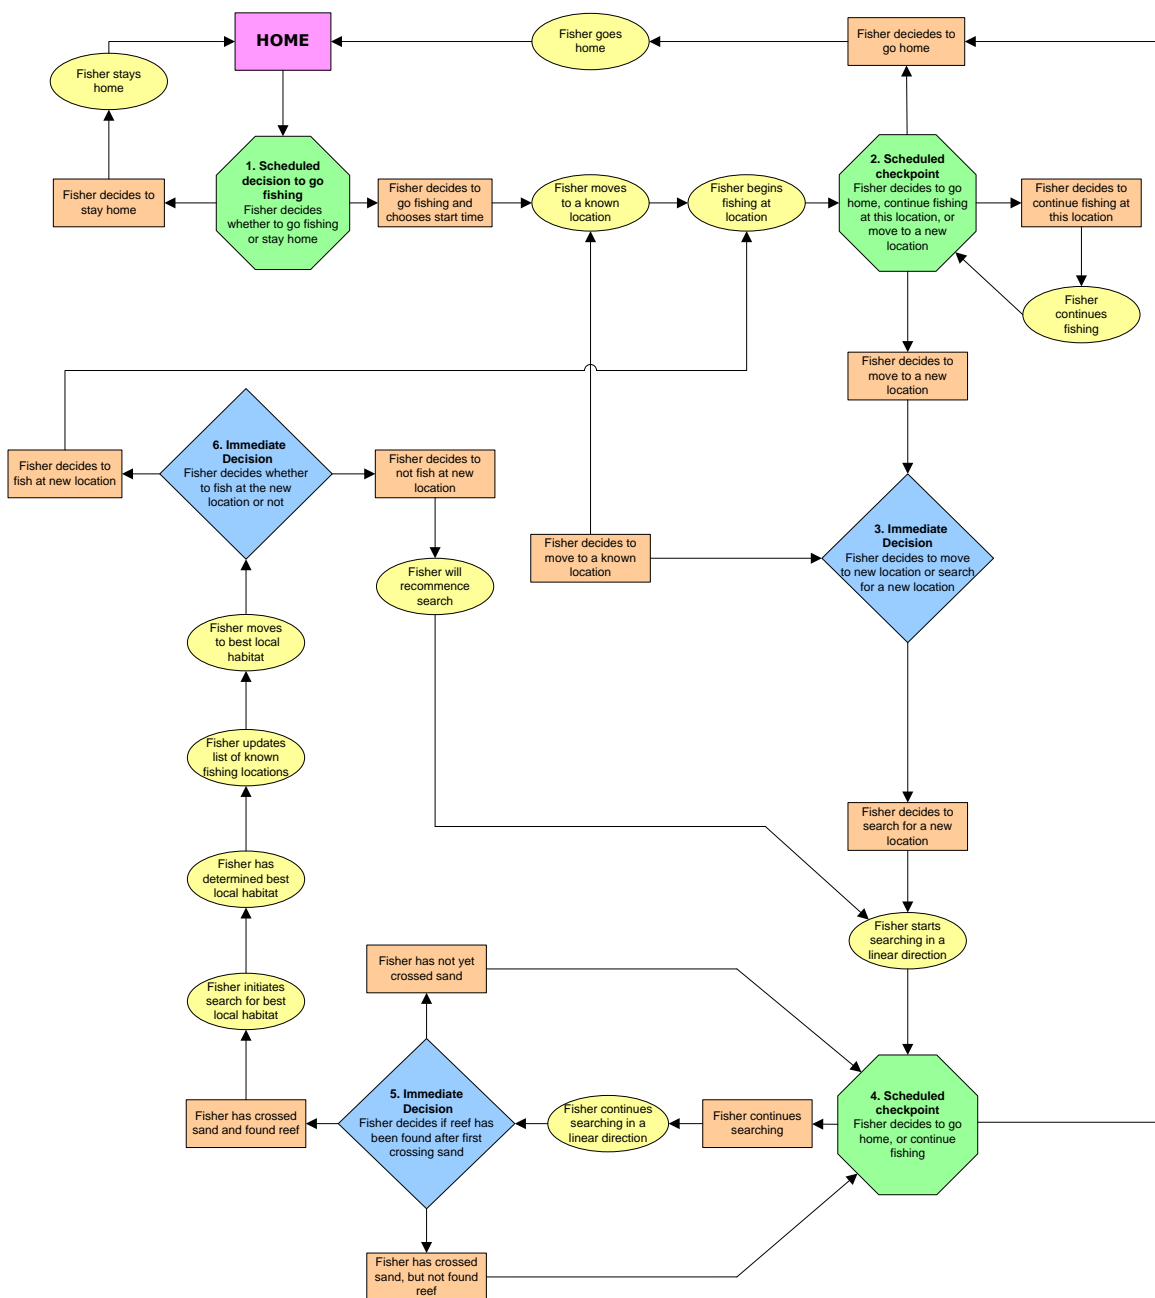 HOME
Fisher goes
home
Fisher deciedes to
go home
Fisher stays
home
1. Scheduled
decision to go
fishing
Fisher decides
whether to go fishing
or stay home
Fisher decides to
stay home
Fisher decides to
go fishing and
chooses start time
Fisher moves
to a known
location
Fisher begins
fishing at
location
2. Scheduled
checkpoint
Fisher decides to go
home, continue fishing
at this location, or
move to a new
location
Fisher decides to
continue fishing at
this location
Fisher
continues
fishing
Fisher decides to
move to a new
location
6. Immediate
Decision
Fisher decides whether
to fish at the new
location or not
Fisher decides to
fish at new location
Fisher decides to
not fish at new
location
Fisher will
recommence
search
Fisher decides to
move to a known
location
3. Immediate
Decision
Fisher decides to move
to new location or search
for a new location
Fisher moves
to best local
habitat
Fisher updates
list of known
fishing locations
Fisher has
determined best
local habitat
Fisher initiates
search for best
local habitat
Fisher decides to
search for a new
location
Fisher starts
searching in a
linear direction
Fisher has not yet
crossed sand
Fisher has crossed
sand and found reef
5. Immediate
Decision
Fisher decides if reef has
been found after first
crossing sand
Fisher continues
searching in a
linear direction
Fisher continues
searching
4. Scheduled
checkpoint
Fisher decides to go
home, or continue
fishing
Fisher has crossed
sand, but not found
reef